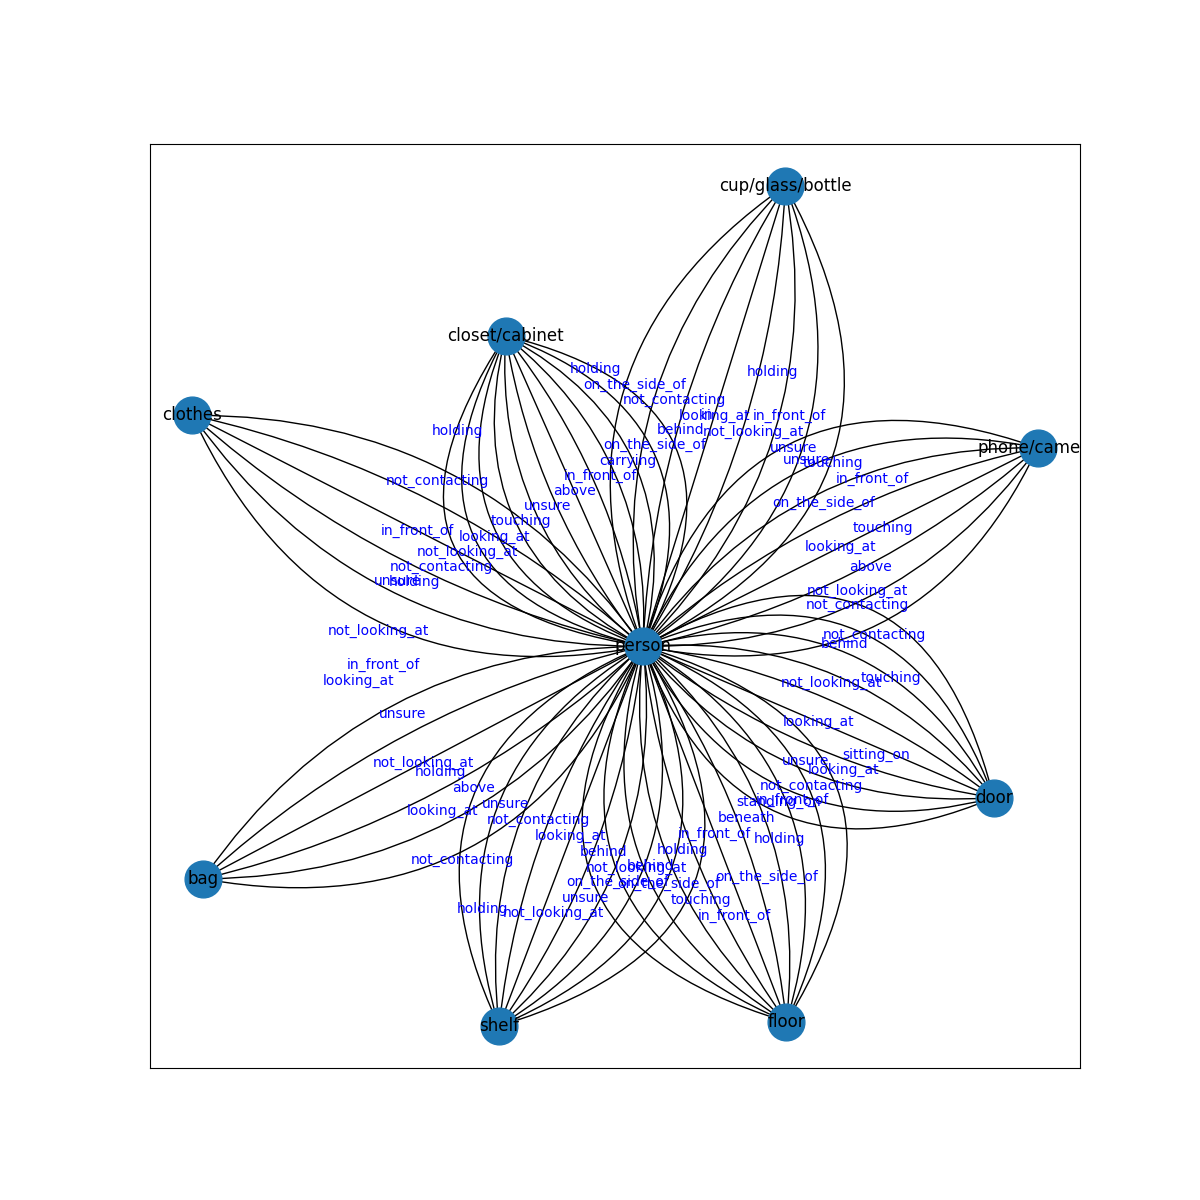 cup/glass/bottle
closet/cabinet
holding
holding
on_the_side_of
not_contacting
clothes
looking_at
in
in_front_of
holding
behind
not_looking_at
on_the_side_of
unsure
phone/came
carrying
unsure
touching
in_front_of
in_front_of
not_contacting
above
on_the_side_of
unsure
touching
touching
in_front_of
looking_at
looking_at
not_looking_at
not_contacting
above
unsure
holding
not_looking_at
not_contacting
not_looking_at
not_contacting
behind
person
in_front_of
looking_at
touching
not_looking_at
unsure
looking_at
sitting_on
not_looking_at
unsure
holding
looking_at
above
not_contacting
door
unsure
standing_on
in_front_of
looking_at
not_contacting
beneath
looking_at
in_front_of
holding
behind
holding
not_contacting
not_looking_at
behind
bag
on_the_side_of
on_the_side_of
on_the_side_of
unsure
touching
holding
not_looking_at
in_front_of
shelf
floor